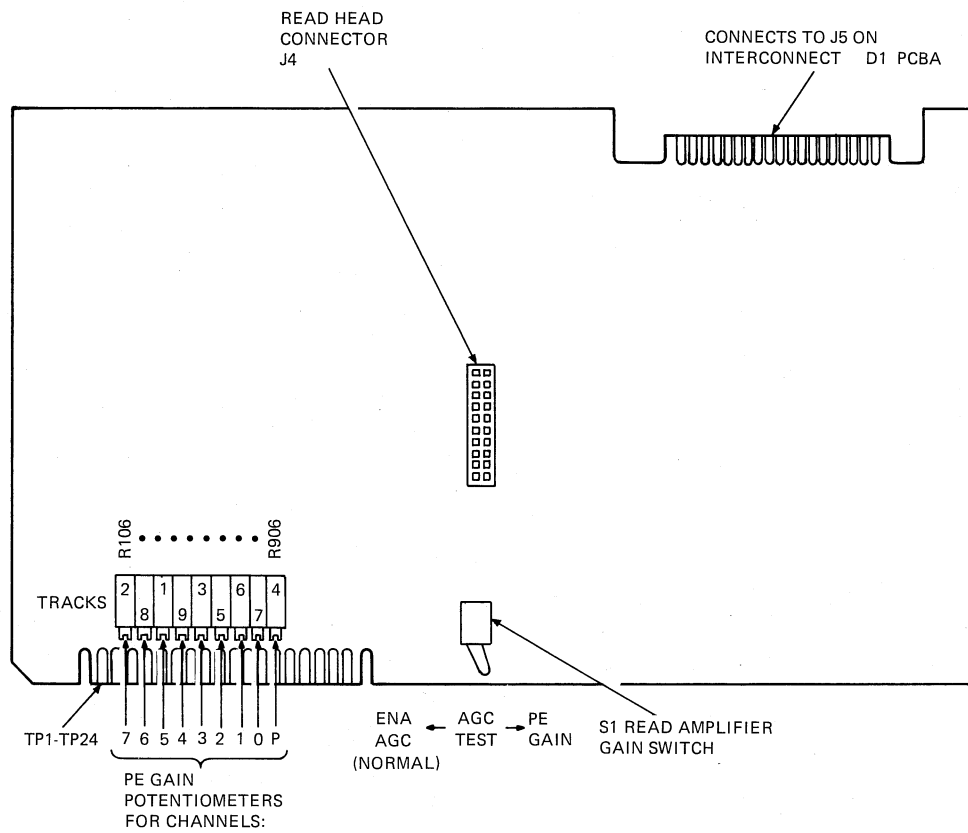 READ HEAD
CONNECTOR
J4
CONNECTS TO J5 ON
INTERCONNECT D1 PCBA
R106
R906
TRACKS
2 8 1 9 3 5 6 7 4
TP1-TP24
7 6 5 4 3 2 1 0 P
PE GAIN
POTENTIOMETERS
FOR CHANNELS:
ENA
AGC
(NORMAL)
AGC
TEST
PE
GAIN
S1 READ AMPLIFIER
GAIN SWITCH